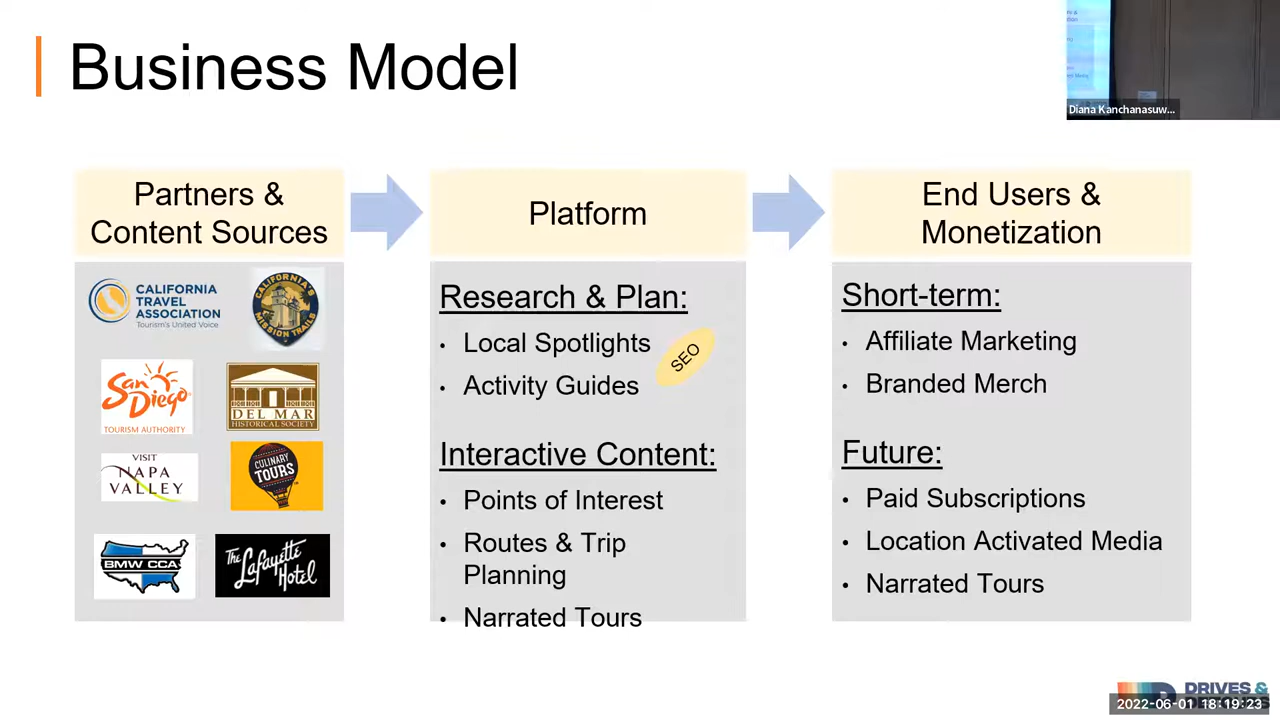 Business Model
Diana Kanchanasuw...
Partners &
Content Sources
Platform
End Users &
Monetization
CALIFORNIA
TRAVEL
ASSOCIATION
Tourism's United Voice
CALIFORNIA'S
MISSION TRAILS
San
Diego
TOURISM AUTHORITY
DEL MAR
HISTORICAL SOCIETY
VISIT
NAPA
VALLEY
CULINARY
TOURS
BMW CCA
The
Lafayette
Hotel
Research & Plan:
• Local Spotlights
• Activity Guides
SEO
Interactive Content:
• Points of Interest
• Routes & Trip
Planning
• Narrated Tours
Short-term:
• Affiliate Marketing
• Branded Merch
Future:
• Paid Subscriptions
• Location Activated Media
• Narrated Tours
DRIVES &
2022-06-01 18:19:23